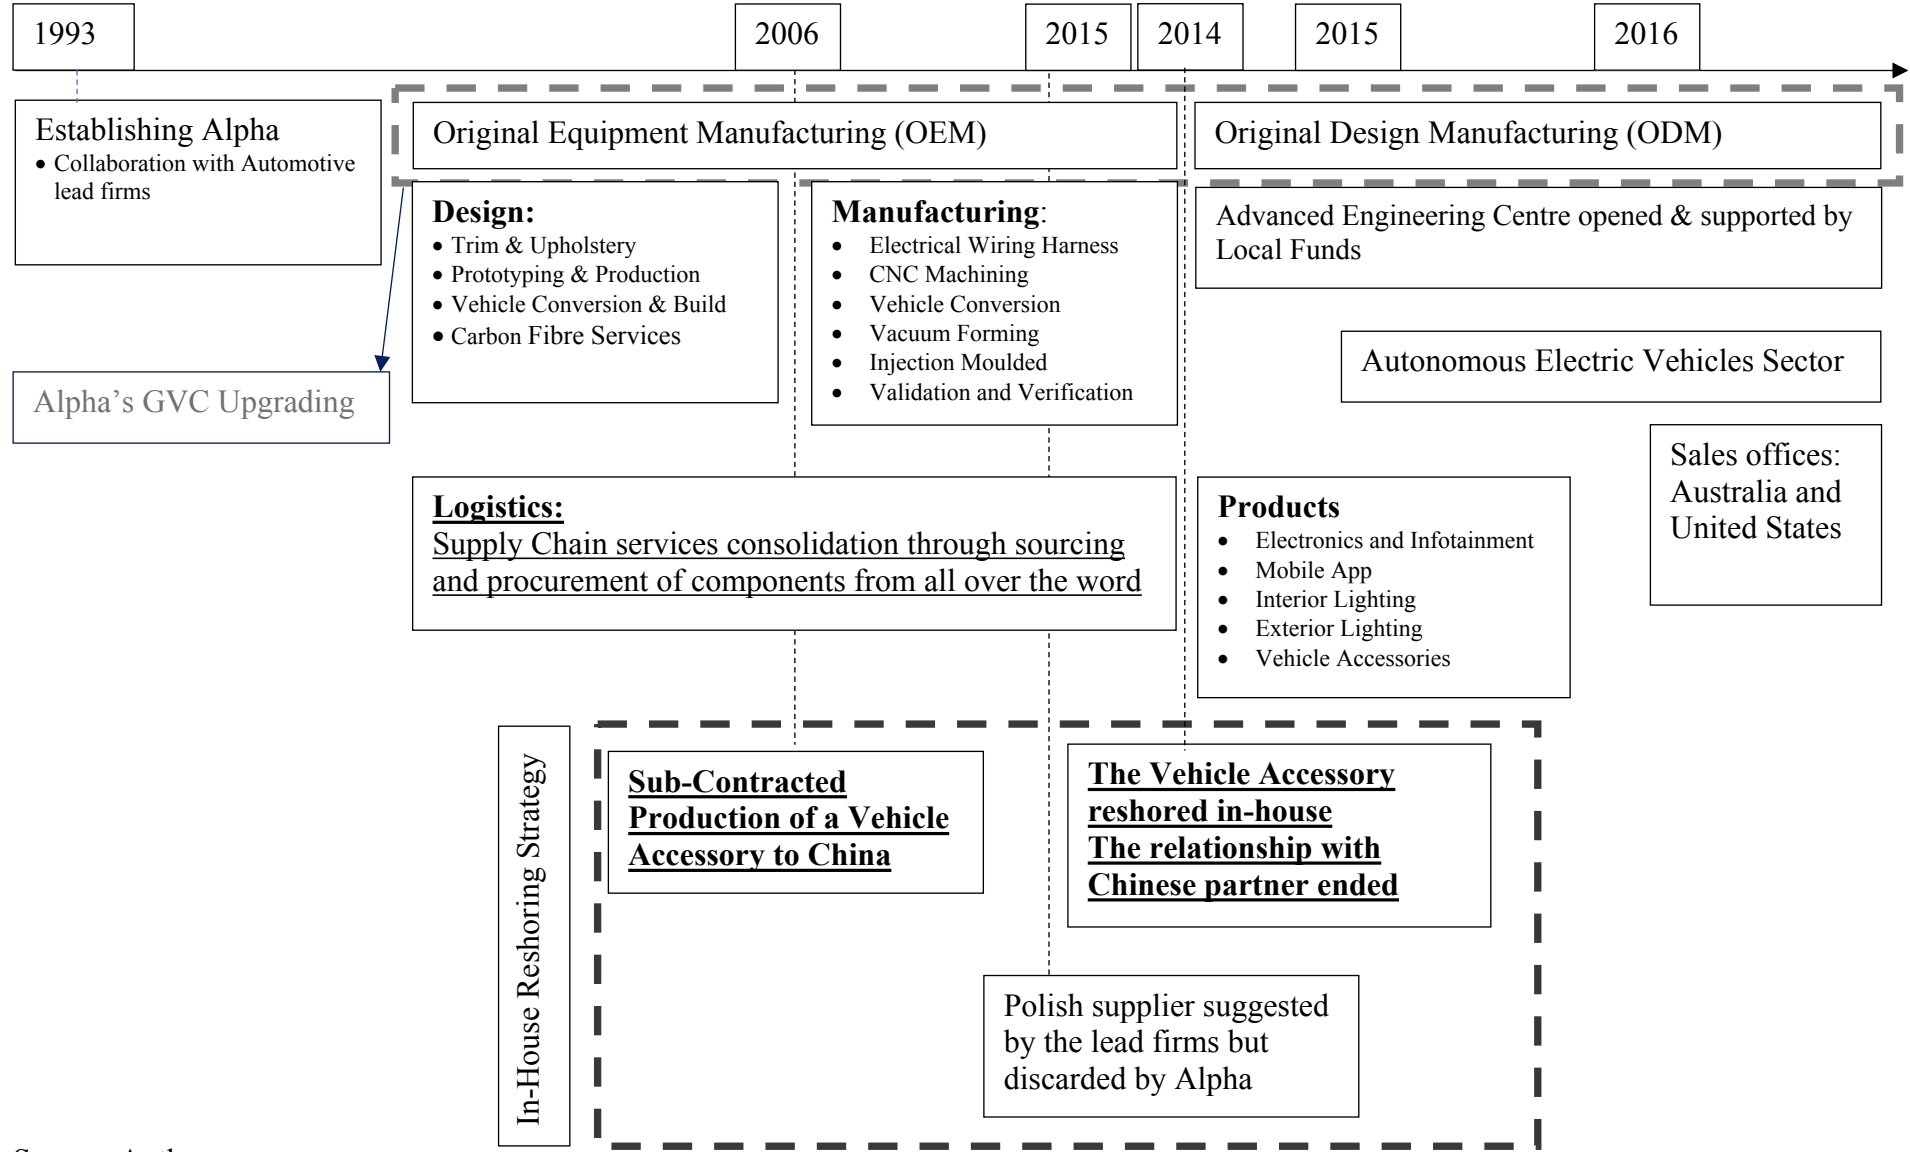 1993
2006
2015
2014
2015
2016
Establishing Alpha
• Collaboration with Automotive
lead firms
Original Equipment Manufacturing (OEM)
Original Design Manufacturing (ODM)
Design:
• Trim & Upholstery
• Prototyping & Production
• Vehicle Conversion & Build
• Carbon Fibre Services
Manufacturing:
• Electrical Wiring Harness
• CNC Machining
• Vehicle Conversion
• Vacuum Forming
• Injection Moulded
• Validation and Verification
Advanced Engineering Centre opened & supported by
Local Funds
Autonomous Electric Vehicles Sector
Alpha’s GVC Upgrading
Sales offices:
Australia and
United States
Logistics:
Supply Chain services consolidation through sourcing
and procurement of components from all over the word
Products
• Electronics and Infotainment
• Mobile App
• Interior Lighting
• Exterior Lighting
• Vehicle Accessories
In-House Reshoring Strategy
Sub-Contracted
Production of a Vehicle
Accessory to China
The Vehicle Accessory
reshored in-house
The relationship with
Chinese partner ended
Polish supplier suggested
by the lead firms but
discarded by Alpha